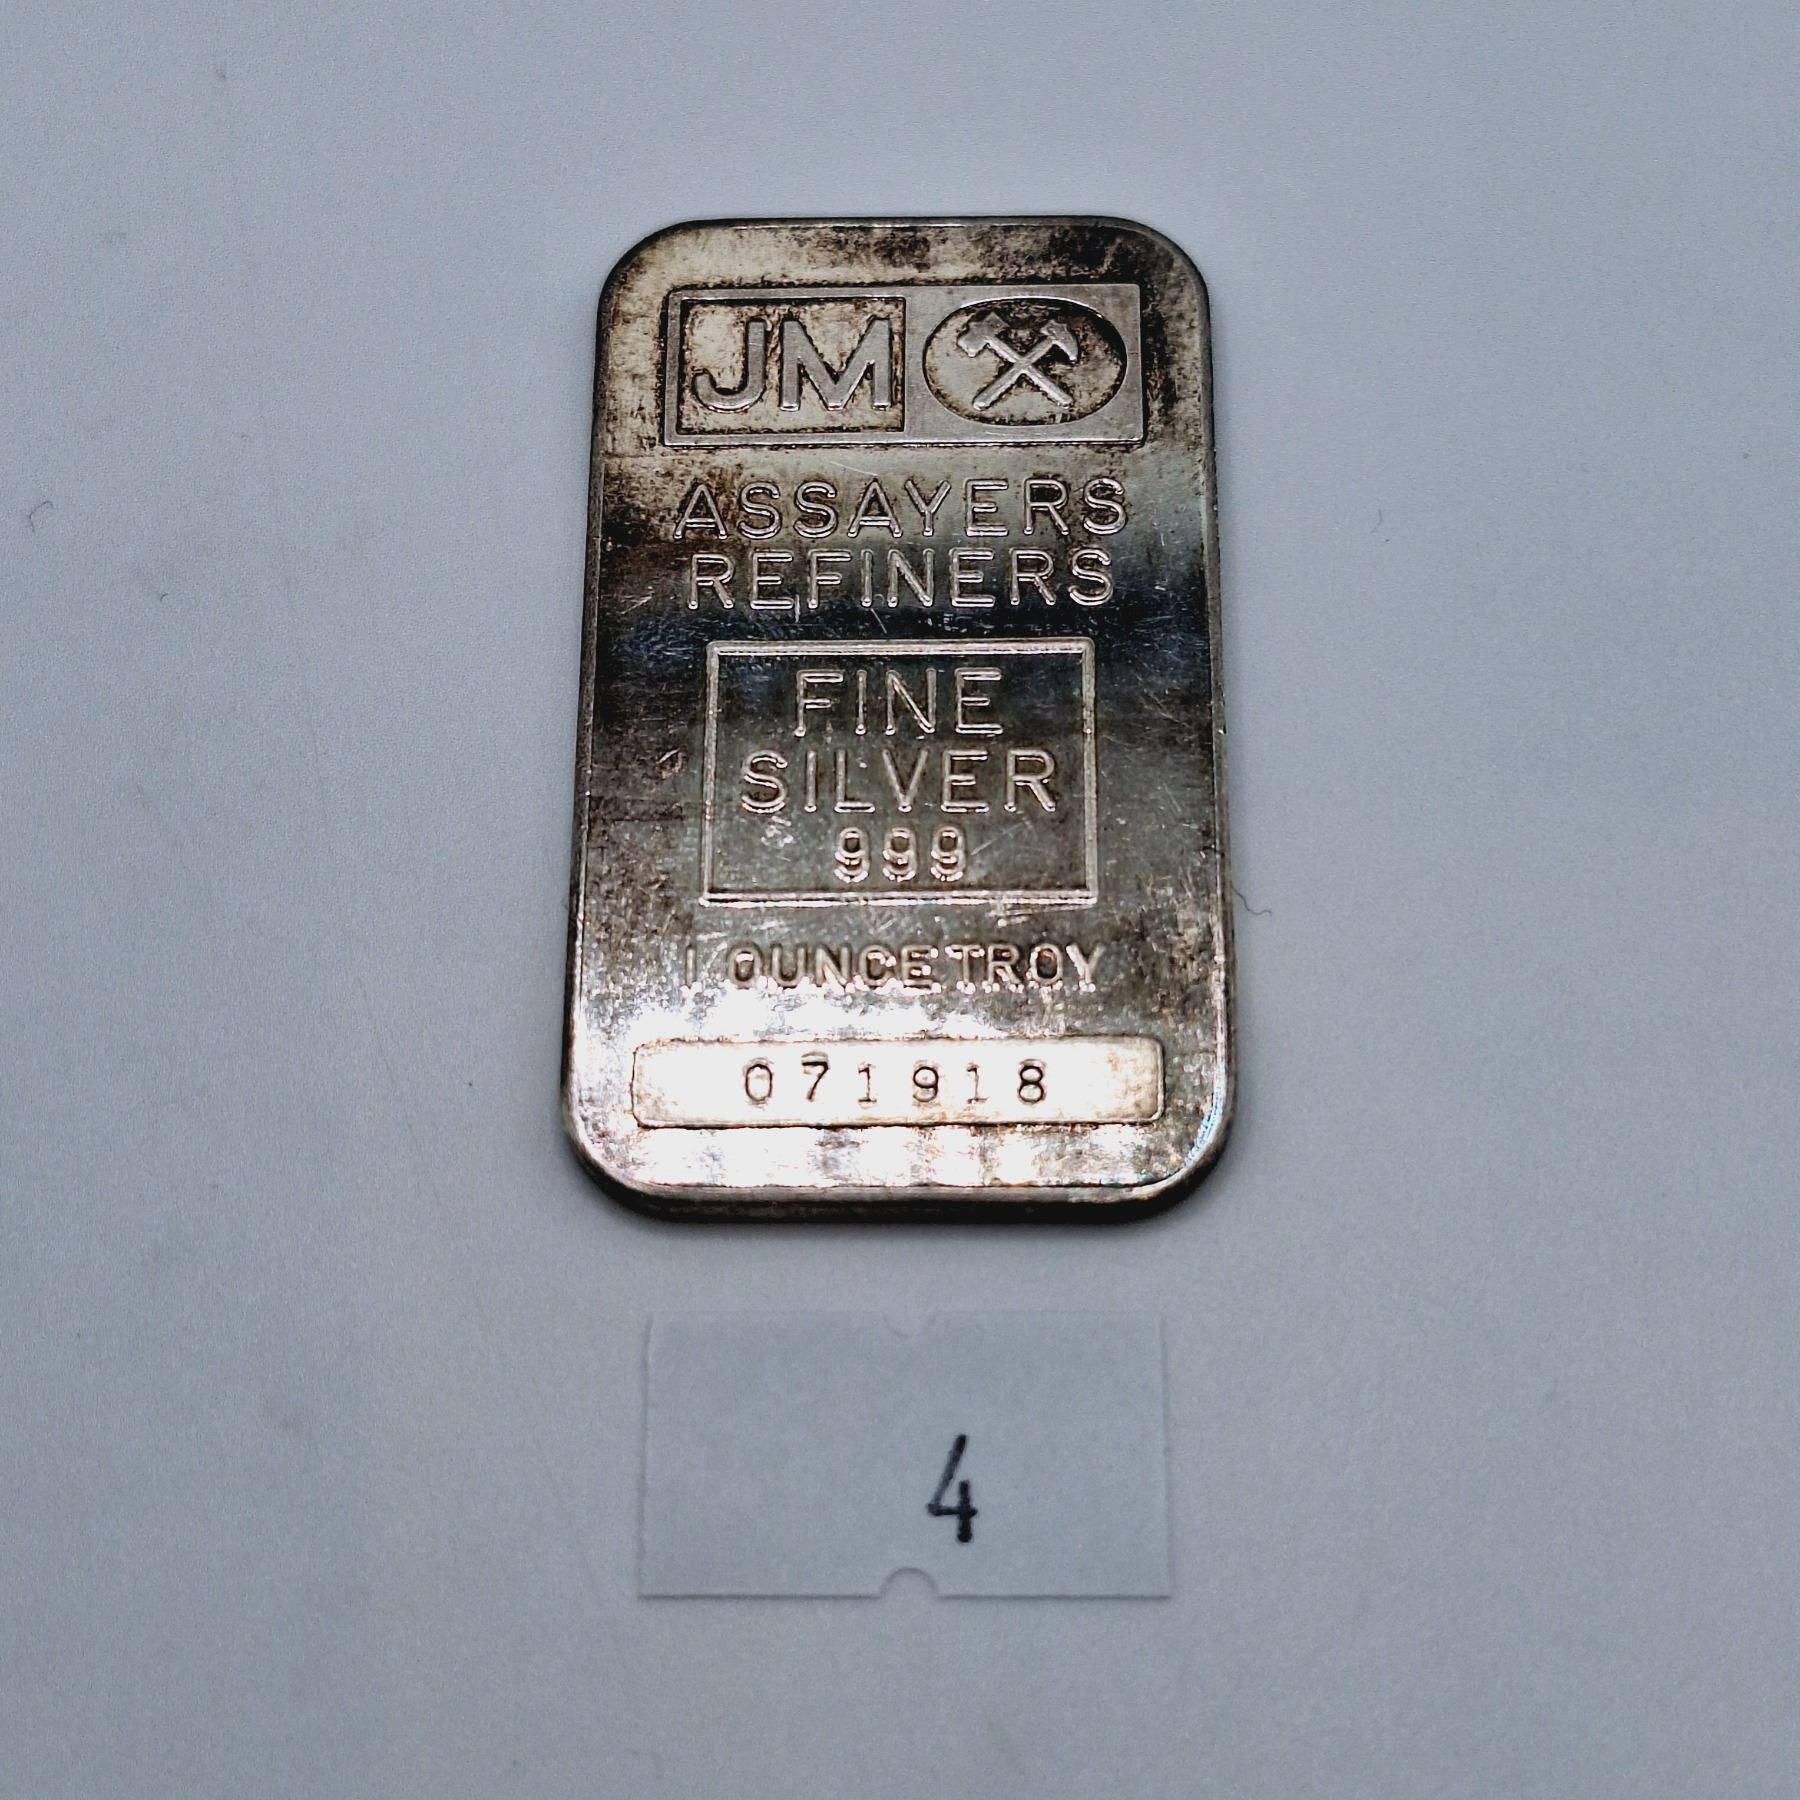 JM
ASSAYERS
REFINERS
FINE
SILVER
999
1 OUNCE TROY
071918
4